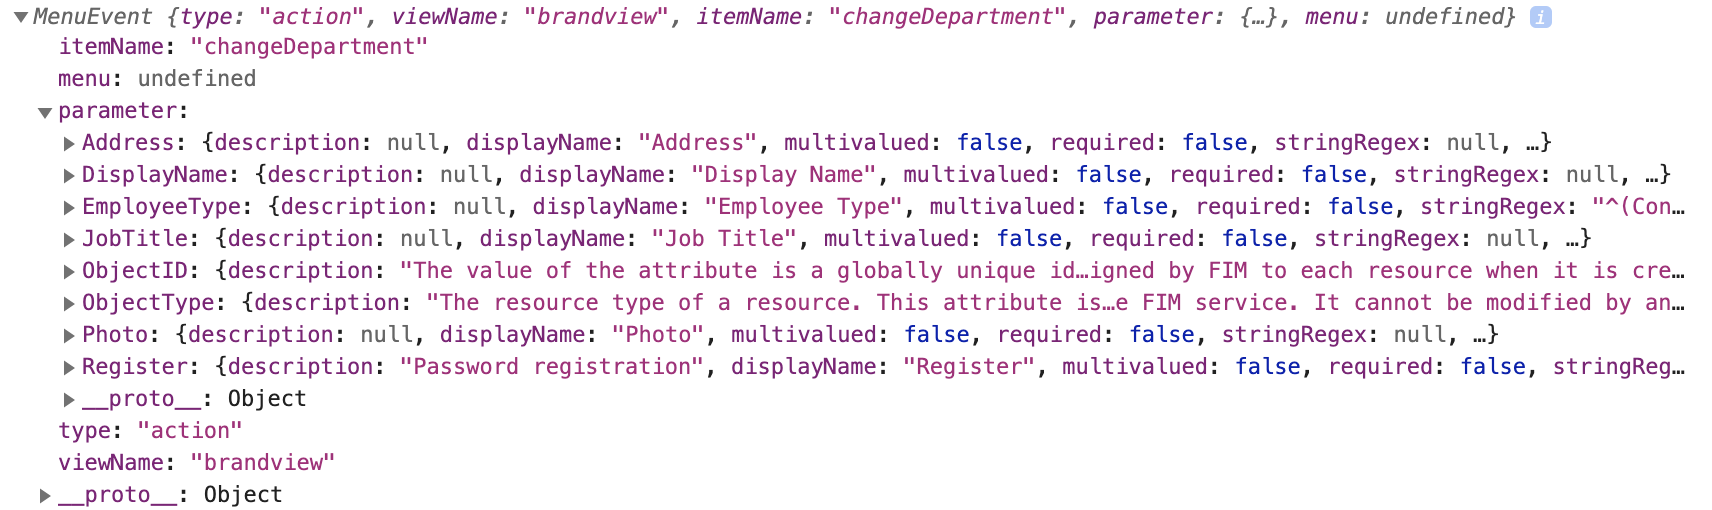 MenuEvent {type: "action", viewName: "brandview", itemName: "changeDepartment", parameter: {…}, menu: undefined} i
itemName: "changeDepartment"
menu: undefined
parameter:
Address: {description: null, displayName: "Address", multivalued: false, required: false, stringRegex: null, …}
DisplayName: {description: null, displayName: "Display Name", multivalued: false, required: false, stringRegex: null, …}
EmployeeType: {description: null, displayName: "Employee Type", multivalued: false, required: false, stringRegex: "^(Con…
JobTitle: {description: null, displayName: "Job Title", multivalued: false, required: false, stringRegex: null, …}
ObjectID: {description: "The value of the attribute is a globally unique id…igned by FIM to each resource when it is cre…
ObjectType: {description: "The resource type of a resource. This attribute is…e FIM service. It cannot be modified by an…
Photo: {description: null, displayName: "Photo", multivalued: false, required: false, stringRegex: null, …}
Register: {description: "Password registration", displayName: "Register", multivalued: false, required: false, stringReg…
__proto__: Object
type: "action"
viewName: "brandview"
__proto__: Object